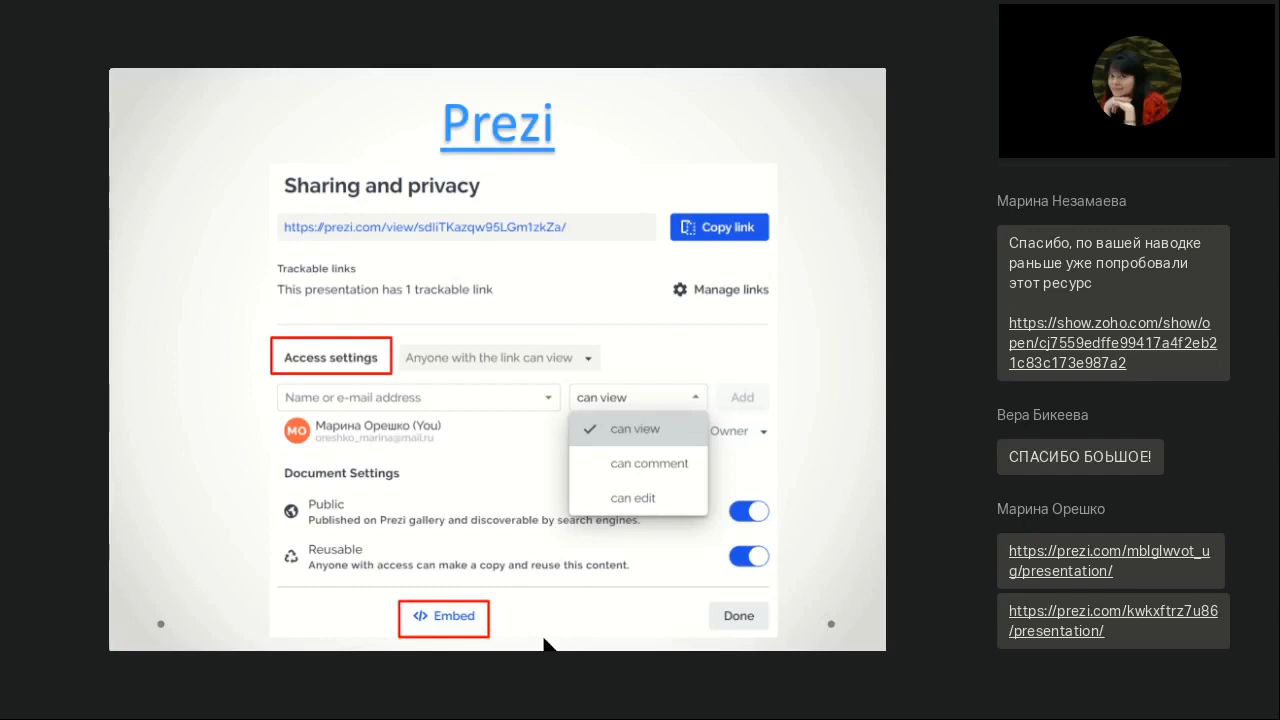 Prezi
Sharing and privacy
https://prezi.com/view/sdIiTKazqw95LGm1zkZa/
Copy link
Trackable links
This presentation has 1 trackable link
Manage links
Access settings
Anyone with the link can view
Name or e-mail address
can view
Add
MO
Марина Орешко (You)
oreshko_marina@mail.ru
Owner
can view
can comment
can edit
Document Settings
Public
Published on Prezi gallery and discoverable by search engines.
Reusable
Anyone with access can make a copy and reuse this content.
</> Embed
Done
Марина Незамаева
Спасибо, по вашей наводке
раньше уже попробовали
этот ресурс
https://show.zoho.com/show/o
pen/cj7559edffe99417a4f2eb2
1c83c173e987a2
Вера Бикеева
СПАСИБО БОЬШОЕ!
Марина Орешко
https://prezi.com/mblglwvot_u
g/presentation/
https://prezi.com/kwkxftrz7u86
/presentation/